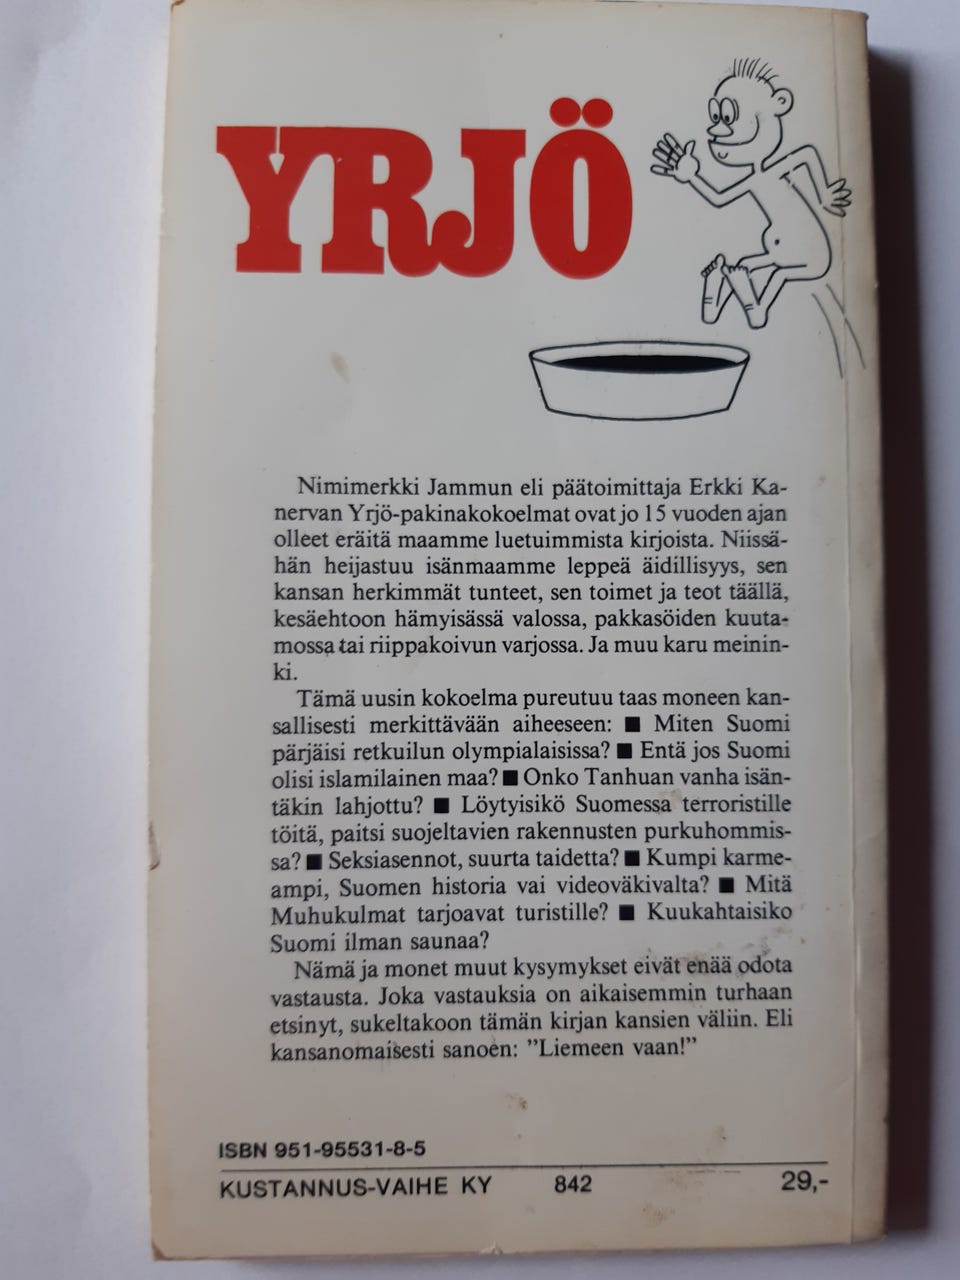 YRJÖ
Nimimerkki Jammun eli päätoimittaja Erkki Ka-
nervan Yrjö-pakinakokoelmat ovat jo 15 vuoden ajan
olleet eräitä maamme luetuimmista kirjoista. Niissä-
hän heijastuu isänmaamme leppeä äidillisyys, sen
kansan herkimmät tunteet, sen toimet ja teot täällä,
kesäehtoon hämyisässä valossa, pakkasöiden kuuta-
mossa tai riippakoivun varjossa. Ja muu karu meinin-
ki.
Tämä uusin kokoelma pureutuu taas moneen kan-
sallisesti merkittävään aiheeseen: ■ Miten Suomi
pärjäisi retkuilun olympialaisissa? ■ Entä jos Suomi
olisi islamilainen maa? ■ Onko Tanhuan vanha isän-
täkin lahjottu? ■ Löytyisikö Suomessa terroristille
töitä, paitsi suojeltavien rakennusten purkuhommis-
sa? ■ Seksiasennot, suurta taidetta? ■ Kumpi karme-
ampi, Suomen historia vai videoväkivalta? ■ Mitä
Muhukulmat tarjoavat turistille? ■ Kuukahtaisiko
Suomi ilman saunaa?
Nämä ja monet muut kysymykset eivät enää odota
vastausta. Joka vastauksia on aikaisemmin turhaan
etsinyt, sukeltakoon tämän kirjan kansien väliin. Eli
kansanomaisesti sanoen: ”Liemeen vaan!”
ISBN 951-95531-8-5
KUSTANNUS-VAIHE KY 842 29,-